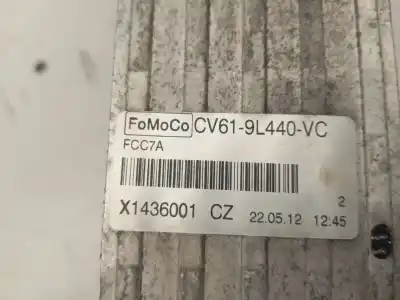 FoMoCo CV61-9L440-VC
FCC7A
2
X1436001 CZ 22.05.12 12:45